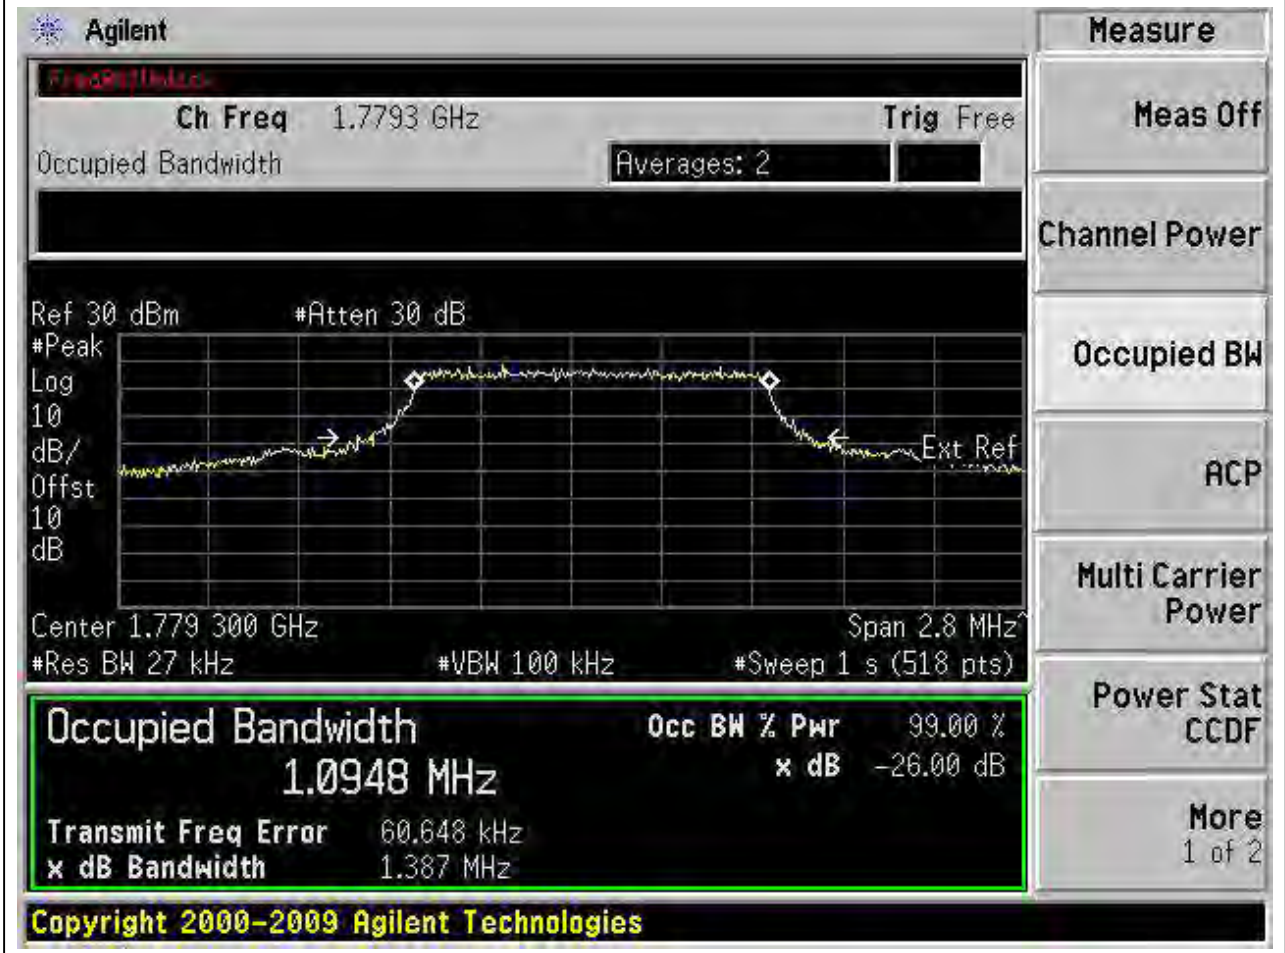 Agilent
Measure
Ch Freq 1.7793 GHz
Trig Free
Occupied Bandwidth
Averages: 2
Meas Off
Channel Power
Occupied BW
ACP
Multi Carrier
Power
Power Stat
CCDF
More
1 of 2
Ref 30 dBm
#Atten 30 dB
#Peak
Log
10
dB/
Offst
10
dB
Ext Ref
Center 1.779 300 GHz
Span 2.8 MHz^
#Res BW 27 kHz
#VBW 100 kHz
#Sweep 1 s (518 pts)
Occupied Bandwidth
1.0948 MHz
Occ BW % Pwr 99.00 %
x dB -26.00 dB
Transmit Freq Error 60.648 kHz
x dB Bandwidth 1.387 MHz
Copyright 2000-2009 Agilent Technologies